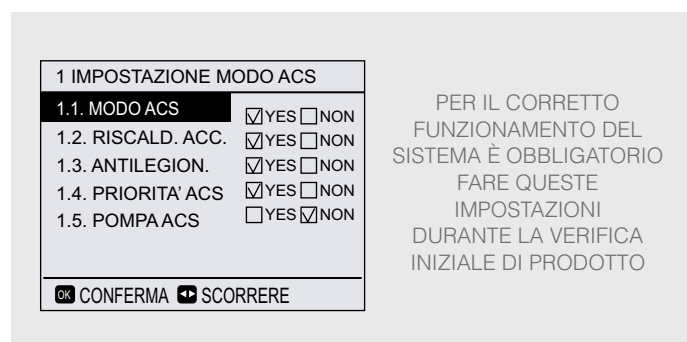 1 IMPOSTAZIONE MODO ACS
1.1. MODO ACS ☑YES ☐NON
1.2. RISCALD. ACC. ☑YES ☐NON
1.3. ANTILEGION. ☑YES ☐NON
1.4. PRIORITA' ACS ☑YES ☐NON
1.5. POMPA ACS ☐YES ☑NON
OK CONFERMA SCORRERE
PER IL CORRETTO
FUNZIONAMENTO DEL
SISTEMA È OBBLIGATORIO
FARE QUESTE
IMPOSTAZIONI
DURANTE LA VERIFICA
INIZIALE DI PRODOTTO